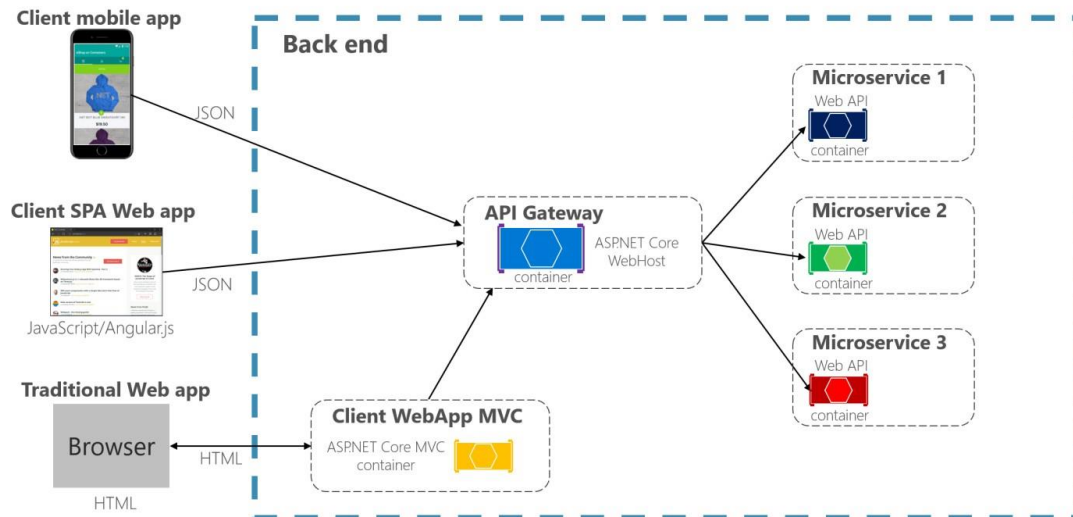 Client mobile app
JSON
Back end
Microservice 1
Web API
container
Client SPA Web app
JSON
JavaScript/Angular.js
API Gateway
ASP.NET Core
WebHost
container
Microservice 2
Web API
container
Microservice 3
Web API
container
Traditional Web app
Browser
HTML
HTML
Client WebApp MVC
ASP.NET Core MVC
container